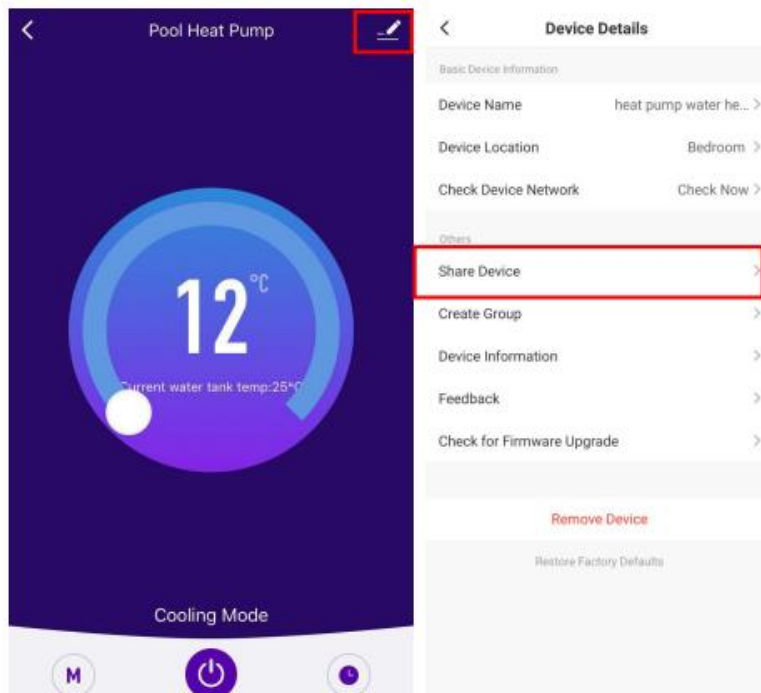 Pool Heat Pump
12°C
Current water tank temp:25°C
Cooling Mode
M
Device Details
Basic Device Information
Device Name heat pump water he...
Device Location Bedroom
Check Device Network Check Now
Others
Share Device
Create Group
Device Information
Feedback
Check for Firmware Upgrade
Remove Device
Restore Factory Defaults